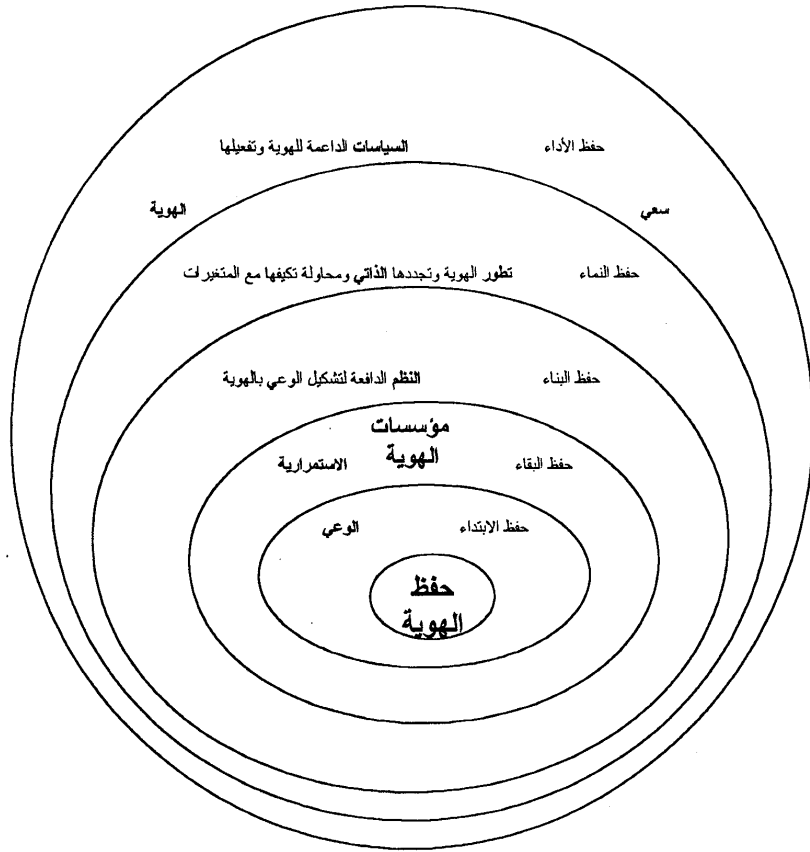 حفظ الأداء السياسات الداعمة للهوية وتفعيلها
سعي الهوية
حفظ النماء تطور الهوية وتجددها الذاتي ومحاولة تكيفها مع المتغيرات
حفظ البناء النظم الدافعة لتشكيل الوعي بالهوية
مؤسسات
الهوية
حفظ البقاء الاستمرارية
حفظ الابتداء الوعي
حفظ
الهوية